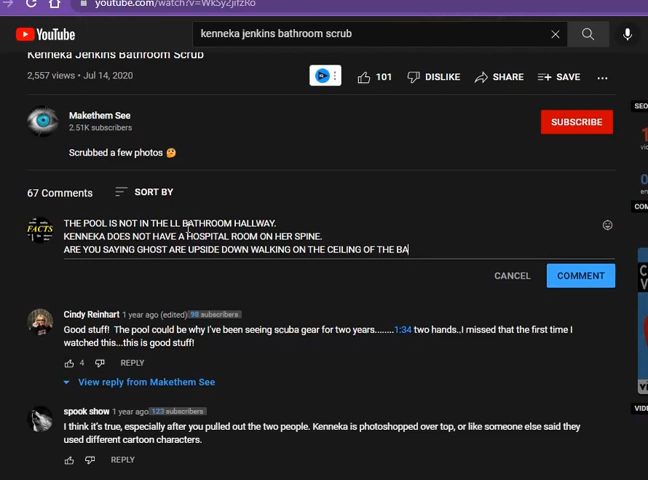 youtube.com/watch?v=WkSy2jifzRo
YouTube
kenneka jenkins bathroom scrub
Kenneka Jenkins Bathroom Scrub
2,557 views • Jul 14, 2020
101
DISLIKE
SHARE
SAVE
Makethem See
2.51K subscribers
SUBSCRIBE
Scrubbed a few photos
67 Comments
SORT BY
FACTS
THE POOL IS NOT IN THE LL BATHROOM HALLWAY.
KENNEKA DOES NOT HAVE A HOSPITAL ROOM ON HER SPINE.
ARE YOU SAYING GHOST ARE UPSIDE DOWN WALKING ON THE CEILING OF THE BA
CANCEL
COMMENT
Cindy Reinhart 1 year ago (edited) 98 subscribers
Good stuff! The pool could be why I've been seeing scuba gear for two years........1:34 two hands..I missed that the first time I
watched this...this is good stuff!
4
REPLY
View reply from Makethem See
spook show 1 year ago 123 subscribers
I think it's true, especially after you pulled out the two people. Kenneka is photoshopped over top, or like someone else said they
used different cartoon characters.
REPLY
SEO
COM
VIDE